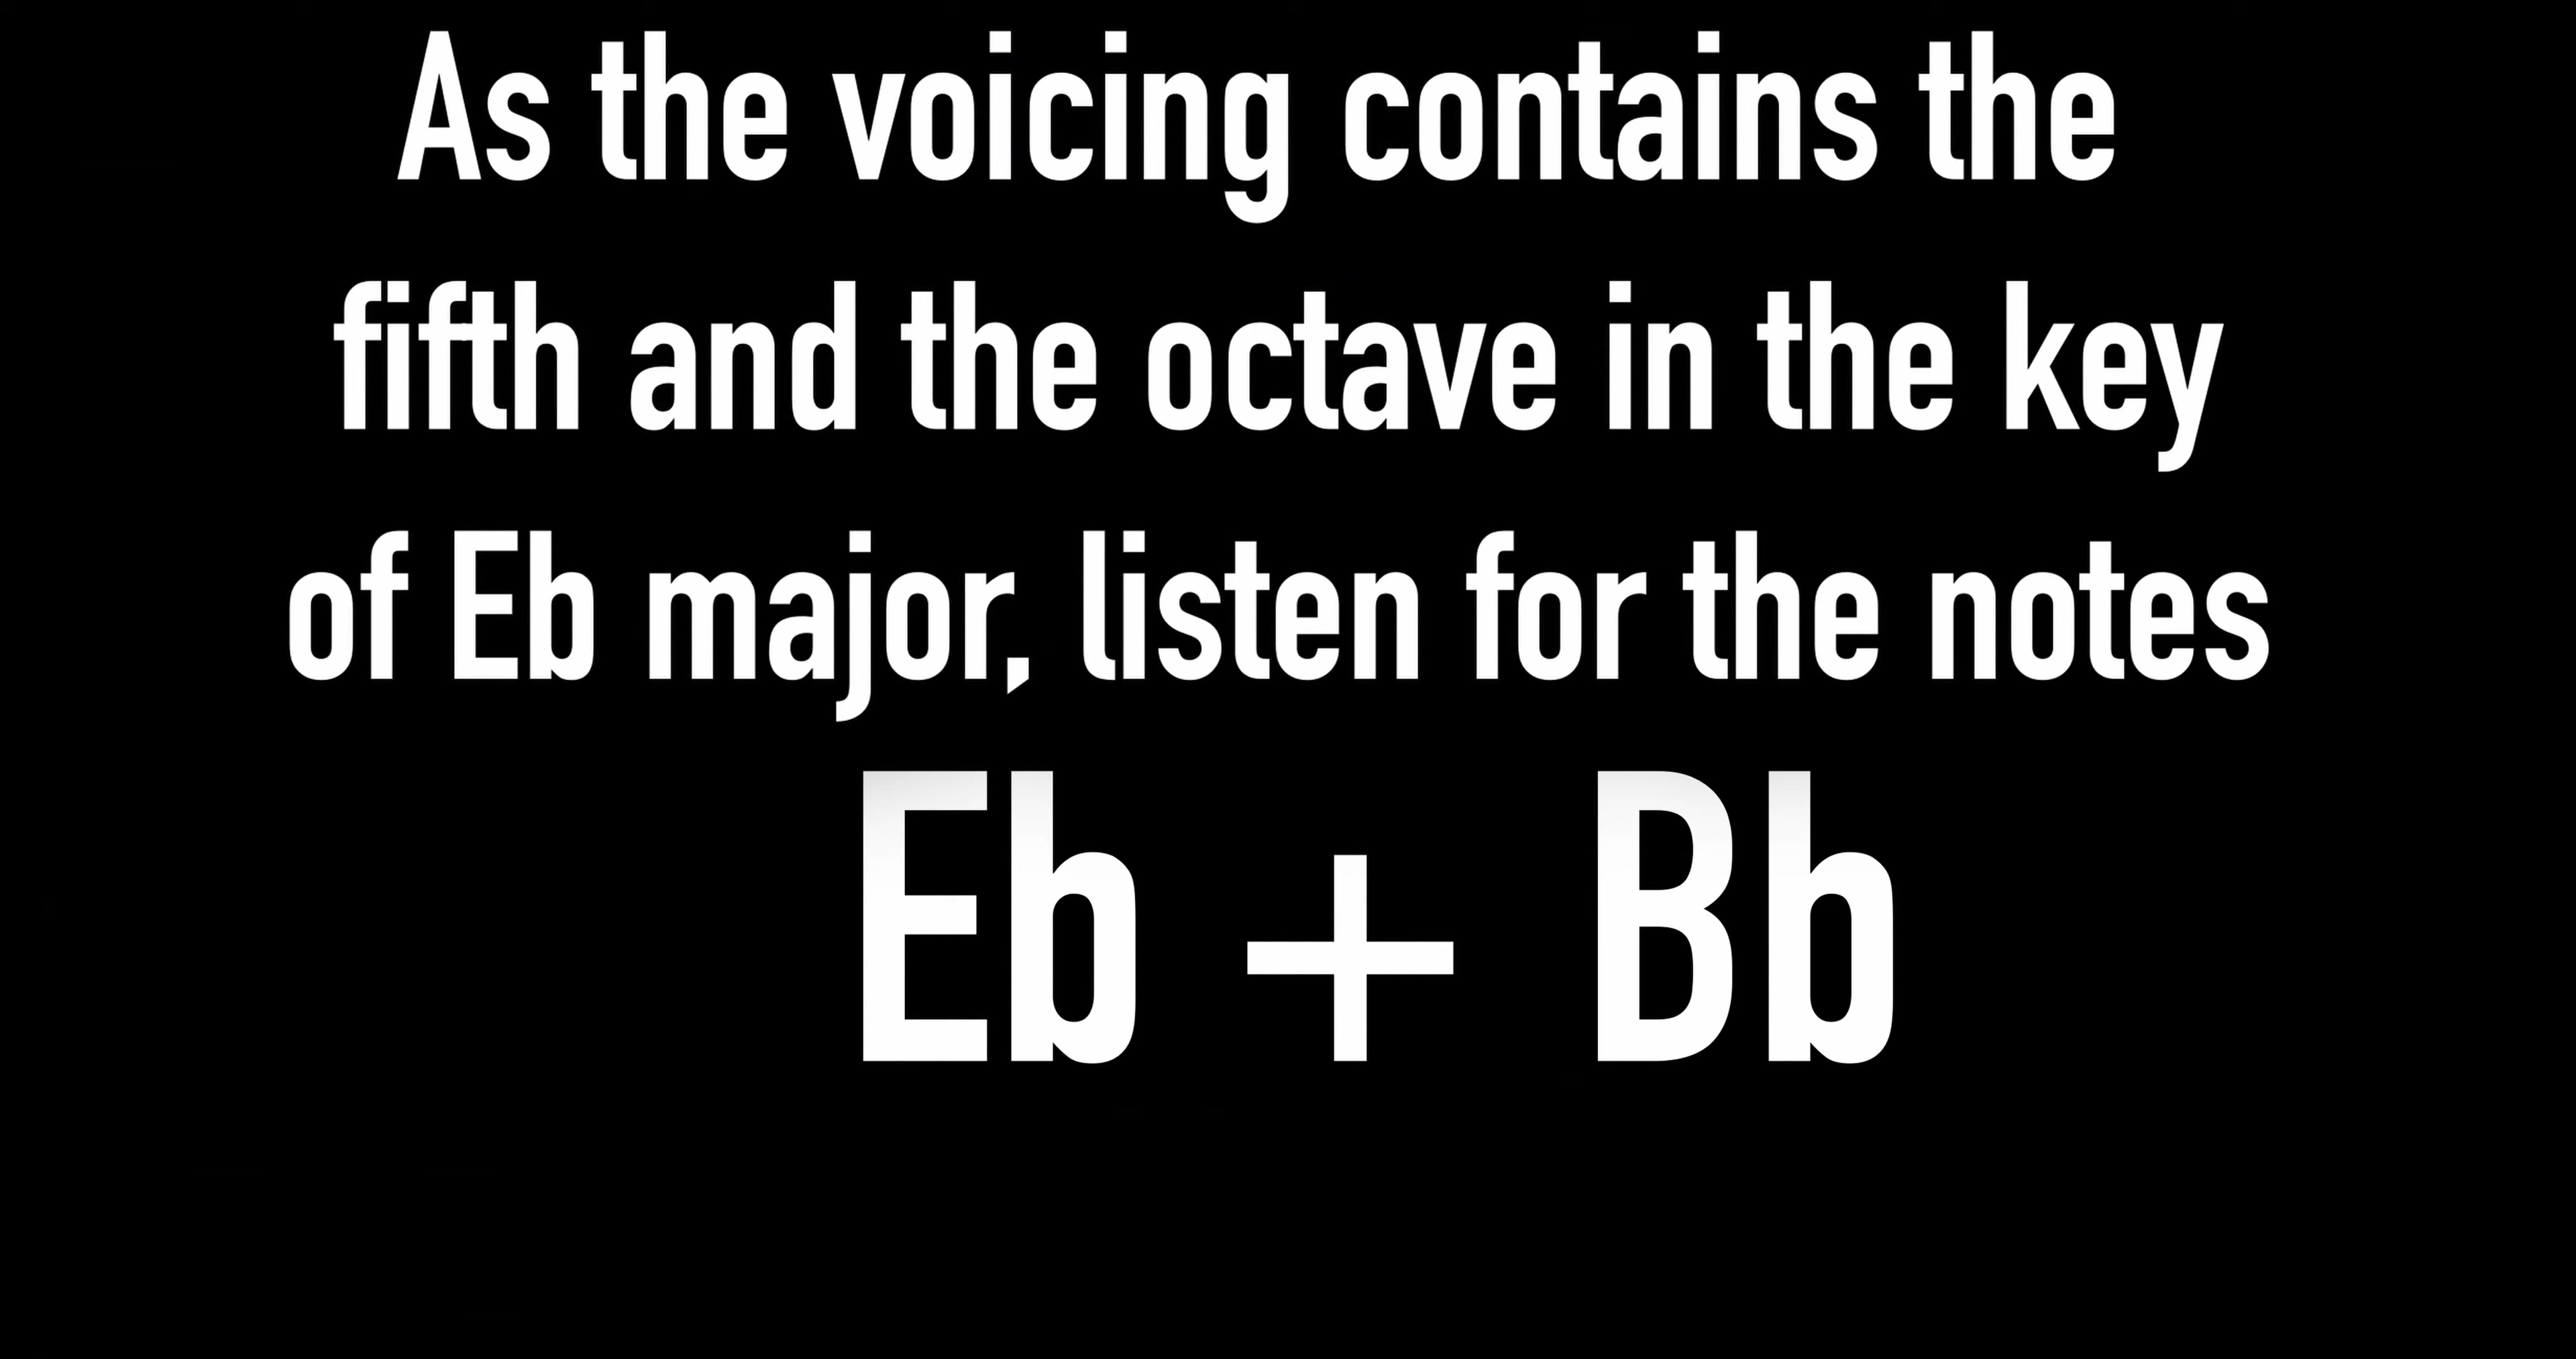 As the voicing contains the
fifth and the octave in the key
of Eb major, listen for the notes
Eb + Bb